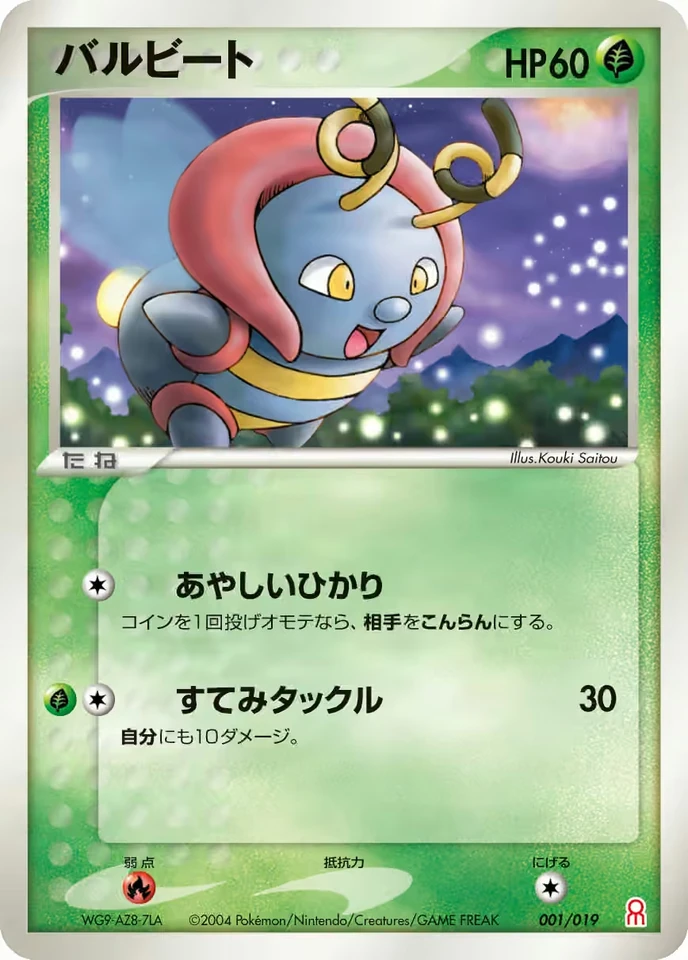 バルビート HP60
たね Illus.Kouki Saitou
あやしいひかり
コインを1回投げオモテなら、相手をこんらんにする。
すてみタックル 30
自分にも10ダメージ。
弱点 抵抗力 にげる
WG9-AZ8-7LA ©2004 Pokémon/Nintendo/Creatures/GAME FREAK 001/019